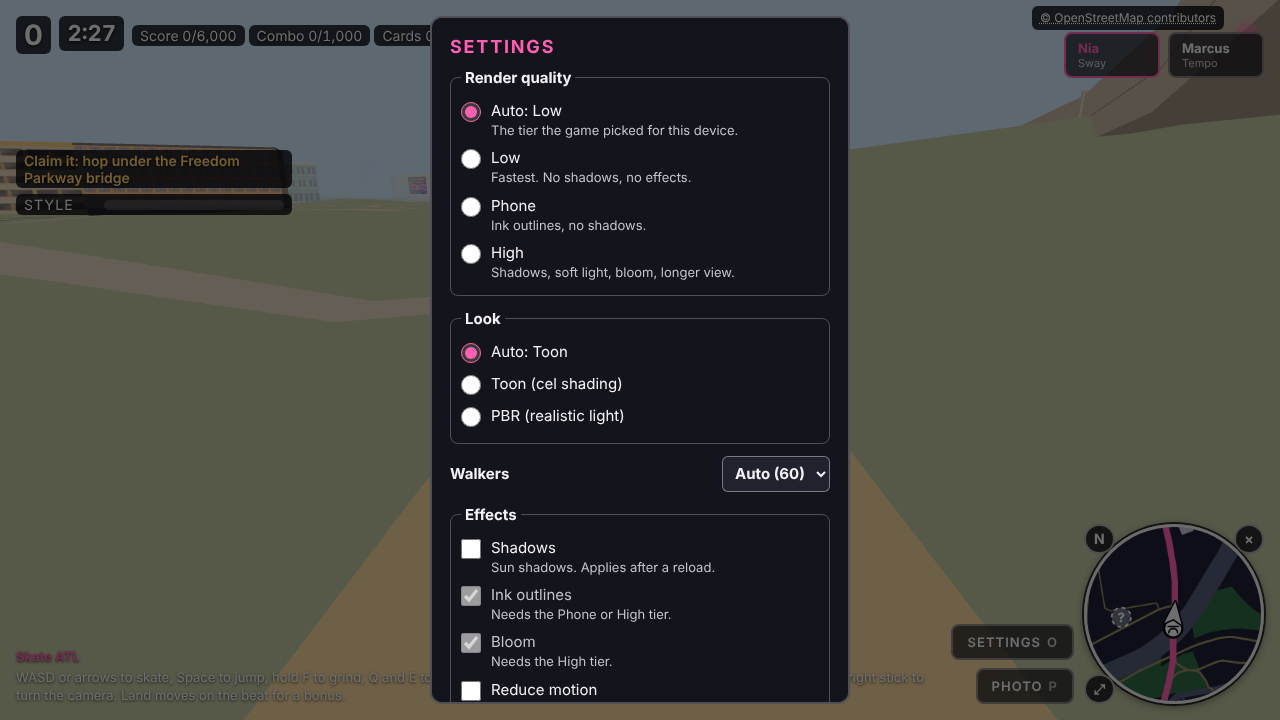 0
2:27
Score 0/6,000
Combo 0/1,000
Cards
© OpenStreetMap contributors
Nia
Sway
Marcus
Tempo
Claim it: hop under the Freedom
Parkway bridge
STYLE
SETTINGS
Render quality
Auto: Low
The tier the game picked for this device.
Low
Fastest. No shadows, no effects.
Phone
Ink outlines, no shadows.
High
Shadows, soft light, bloom, longer view.
Look
Auto: Toon
Toon (cel shading)
PBR (realistic light)
Walkers
Auto (60)
Effects
Shadows
Sun shadows. Applies after a reload.
Ink outlines
Needs the Phone or High tier.
Bloom
Needs the High tier.
Reduce motion
N
×
?
SETTINGS O
PHOTO P
Skate ATL
WASD or arrows to skate, Space to jump, hold F to grind, Q and E to
right stick to
turn the camera. Land moves on the beat for a bonus.